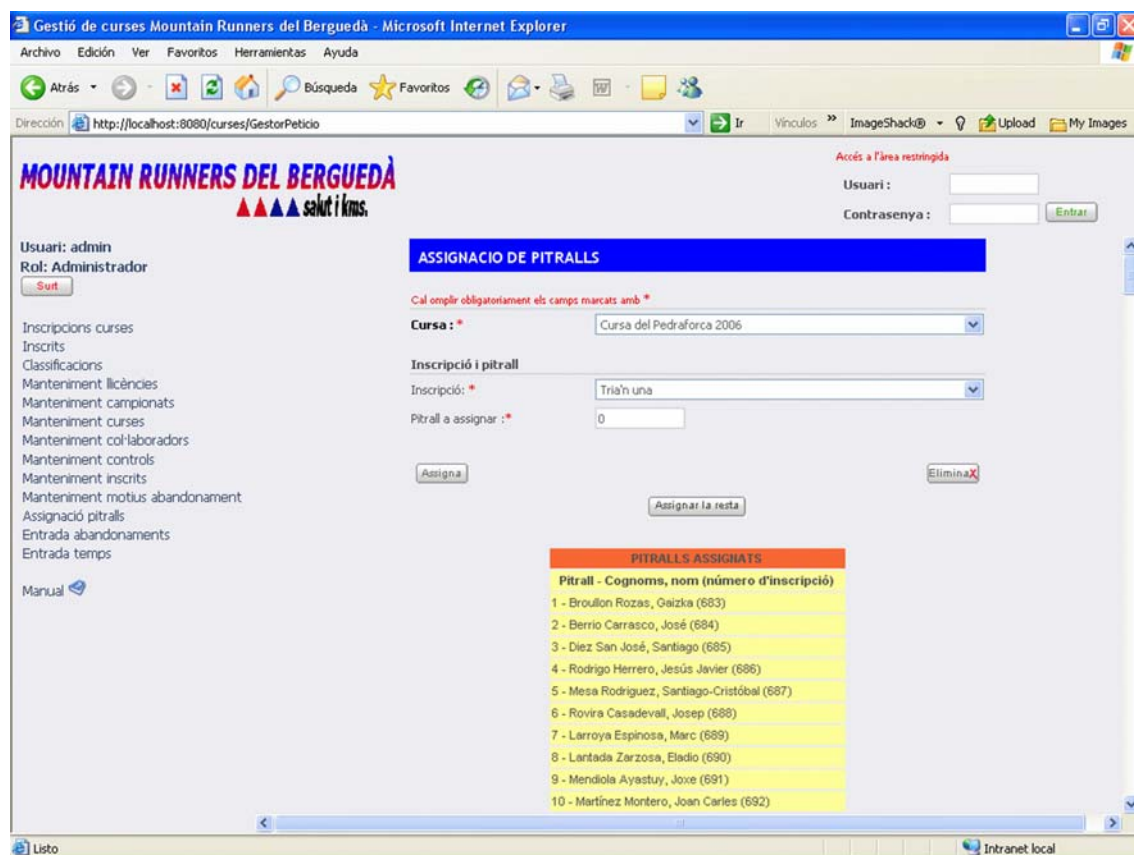 Gestió de curses Mountain Runners del Berguedà - Microsoft Internet Explorer
Archivo Edición Ver Favoritos Herramientas Ayuda
Atrás Búsqueda Favoritos
Dirección http://localhost:8080/curses/GestorPeticio Ir Vínculos » ImageShack® Upload My Images
MOUNTAIN RUNNERS DEL BERGUEDÀ
salut i kms.
Accés a l'àrea restringida
Usuari :
Contrasenya : Entrar
Usuari: admin
Rol: Administrador
Surt
Inscripcions curses
Inscrits
Classificacions
Manteniment llicències
Manteniment campionats
Manteniment curses
Manteniment col·laboradors
Manteniment controls
Manteniment inscrits
Manteniment motius abandonament
Assignació pitralls
Entrada abandonaments
Entrada temps
Manual
ASSIGNACIO DE PITRALLS
Cal omplir obligatoriament els camps marcats amb *
Cursa : * Cursa del Pedraforca 2006
Inscripció i pitrall
Inscripció: * Tria'n una
Pitrall a assignar :* 0
Assigna EliminaX
Assignar la resta
PITRALLS ASSIGNATS
Pitrall - Cognoms, nom (número d'inscripció)
1 - Broullon Rozas, Gaizka (683)
2 - Berrio Carrasco, José (684)
3 - Diez San José, Santiago (685)
4 - Rodrigo Herrero, Jesús Javier (686)
5 - Mesa Rodriguez, Santiago-Cristóbal (687)
6 - Rovira Casadevall, Josep (688)
7 - Larroya Espinosa, Marc (689)
8 - Lantada Zarzosa, Eladio (690)
9 - Mendiola Ayastuy, Joxe (691)
10 - Martínez Montero, Joan Carles (692)
Listo Intranet local